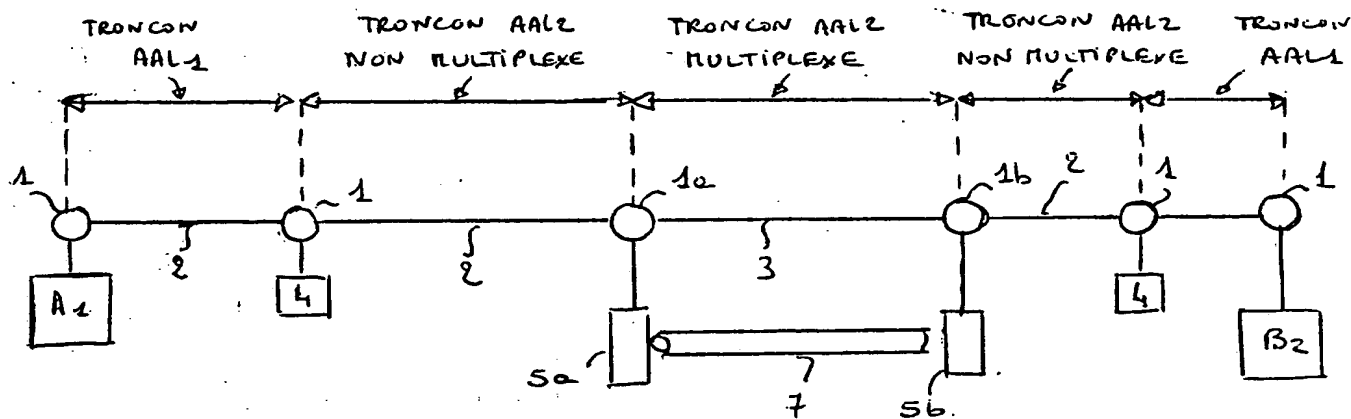 TRONCON AAL1
TRONCON AAL2 NON MULTIPLEXE
TRONCON AAL2 MULTIPLEXE
TRONCON AAL2 NON MULTIPLEXE
TRONCON AAL1
1
1
1a
1b
2
1
1
2
2
3
A1
4
4
B2
5a
7
5b